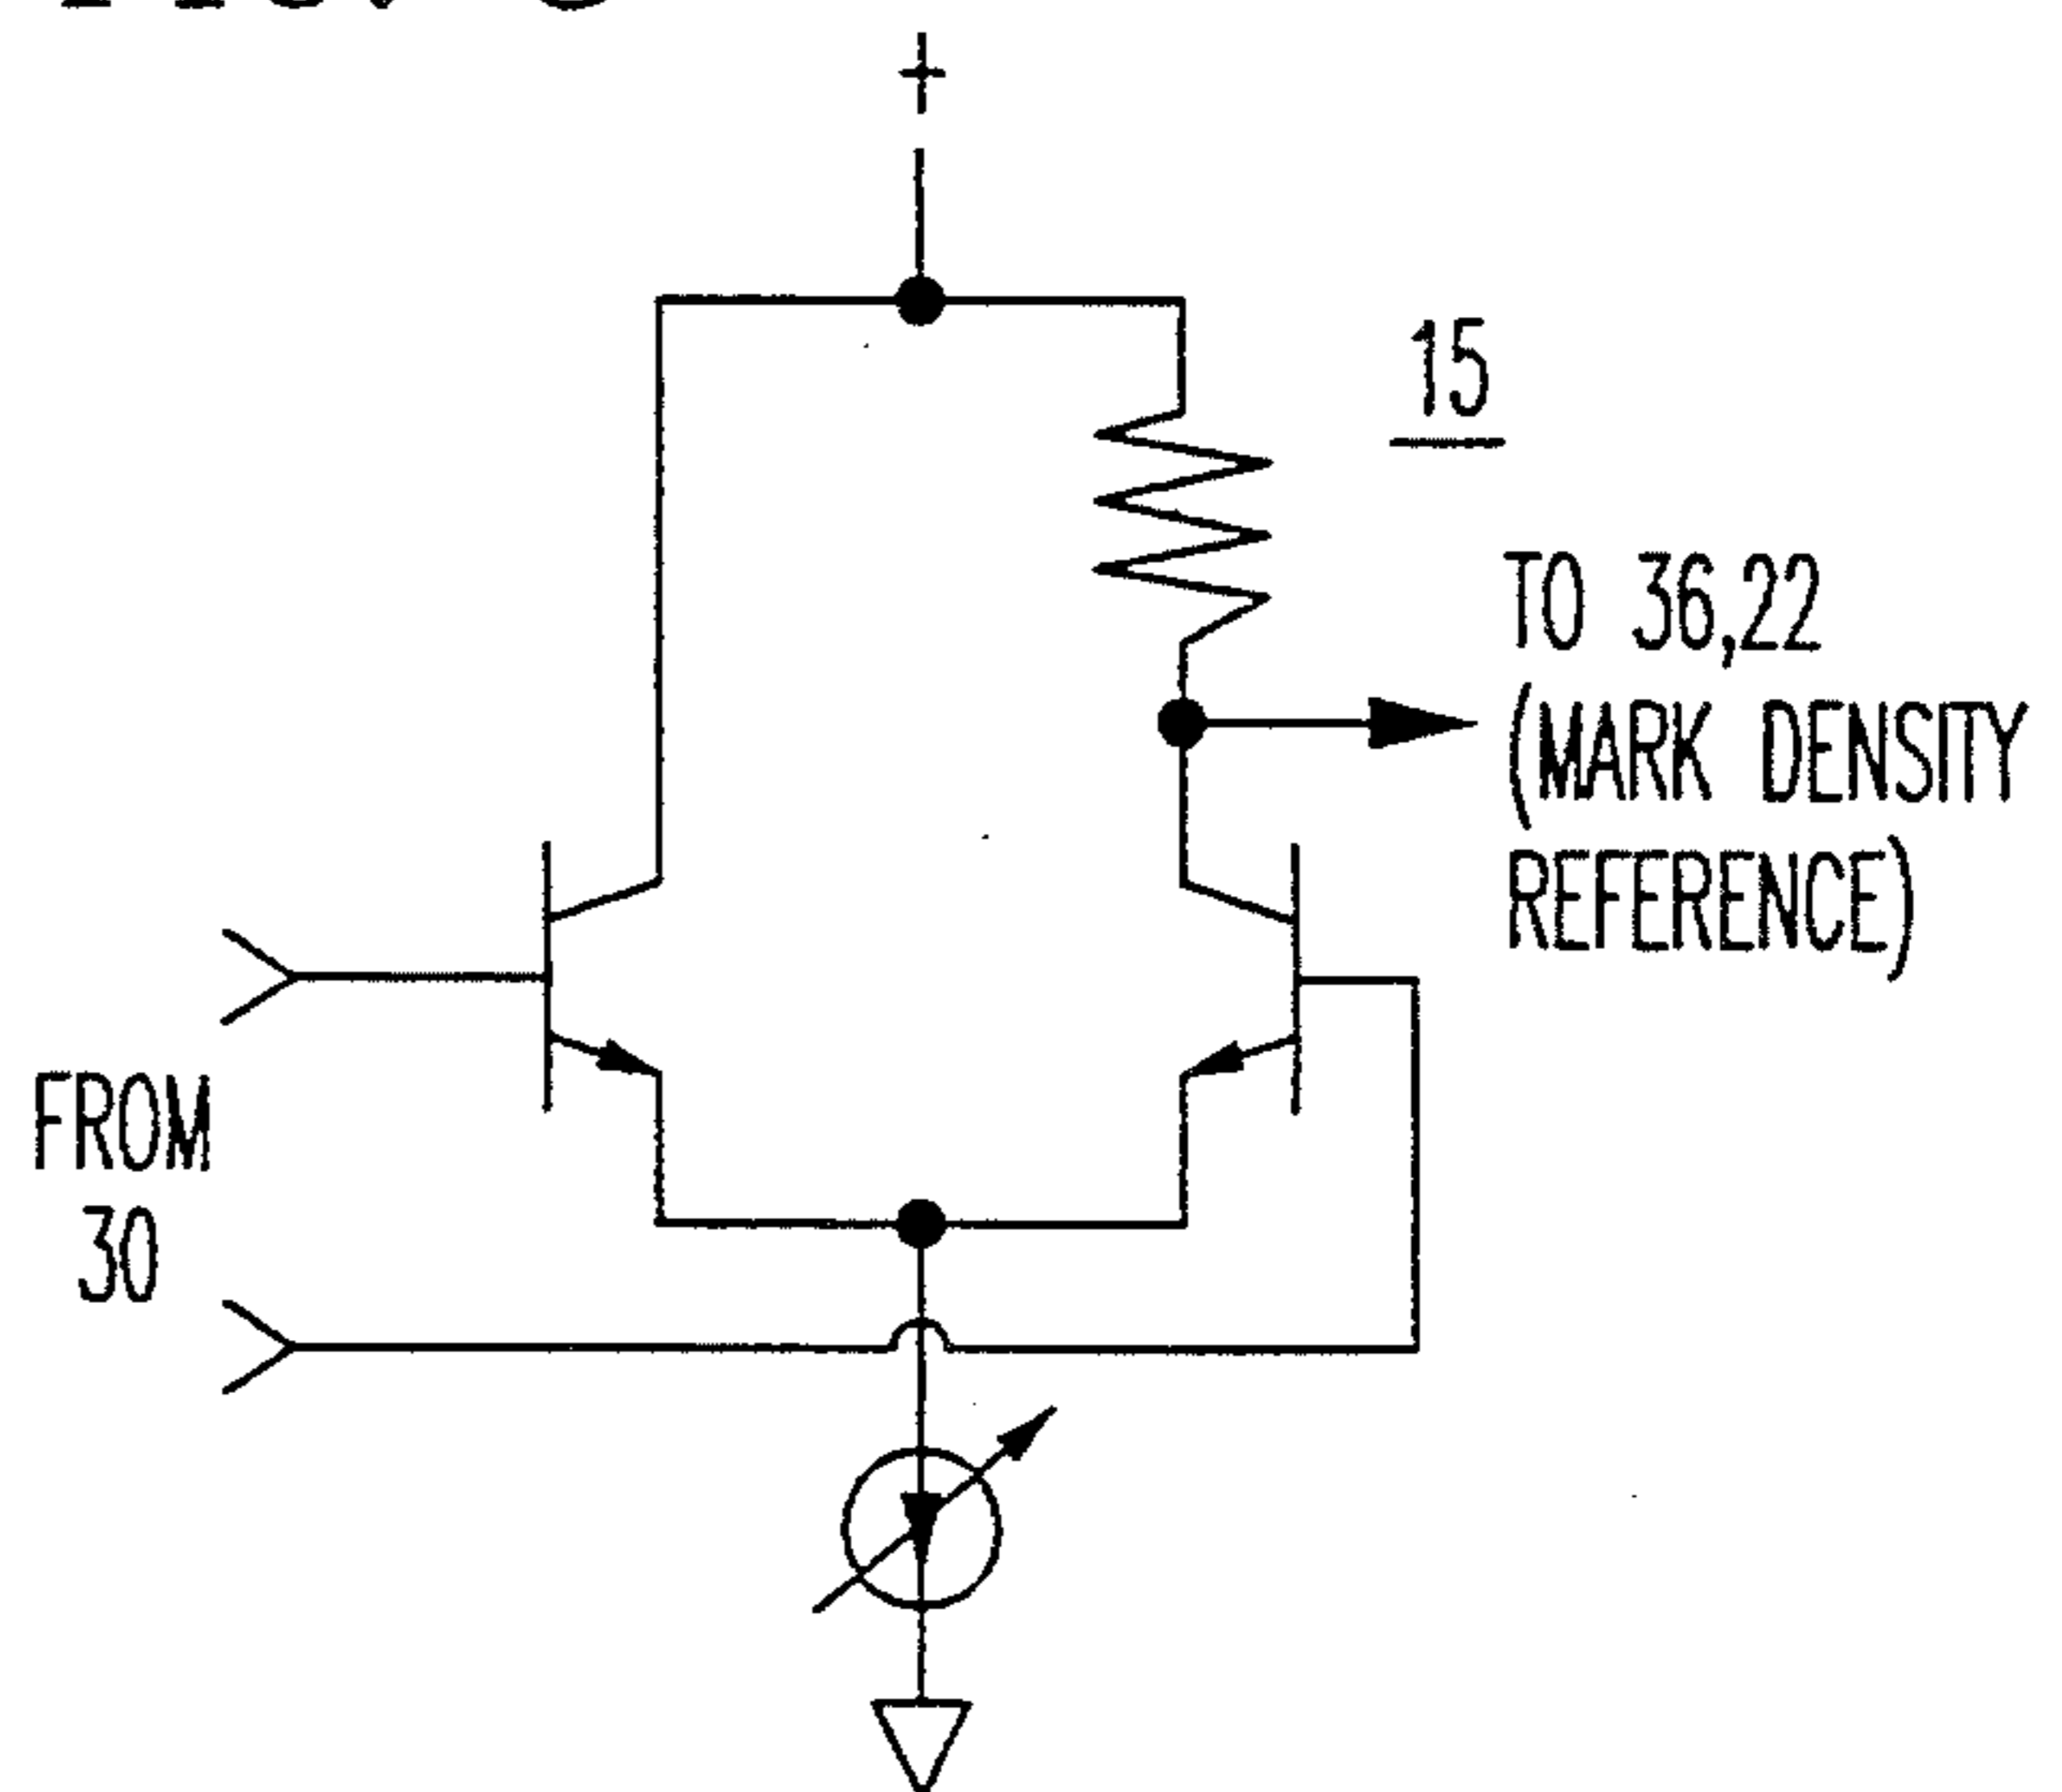 +
15
TO 36,22
(MARK DENSITY
REFERENCE)
FROM
30